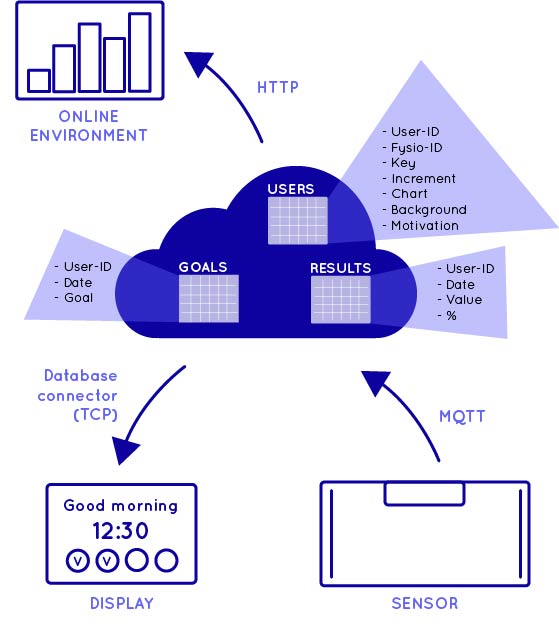 ONLINE
ENVIRONMENT
HTTP
- User-ID
- Fysio-ID
- Key
- Increment
- Chart
- Background
- Motivation
USERS
GOALS
RESULTS
- User-ID
- Date
- Goal
- User-ID
- Date
- Value
- %
Database
connector
(TCP)
MQTT
Good morning
12:30
V V
DISPLAY
SENSOR